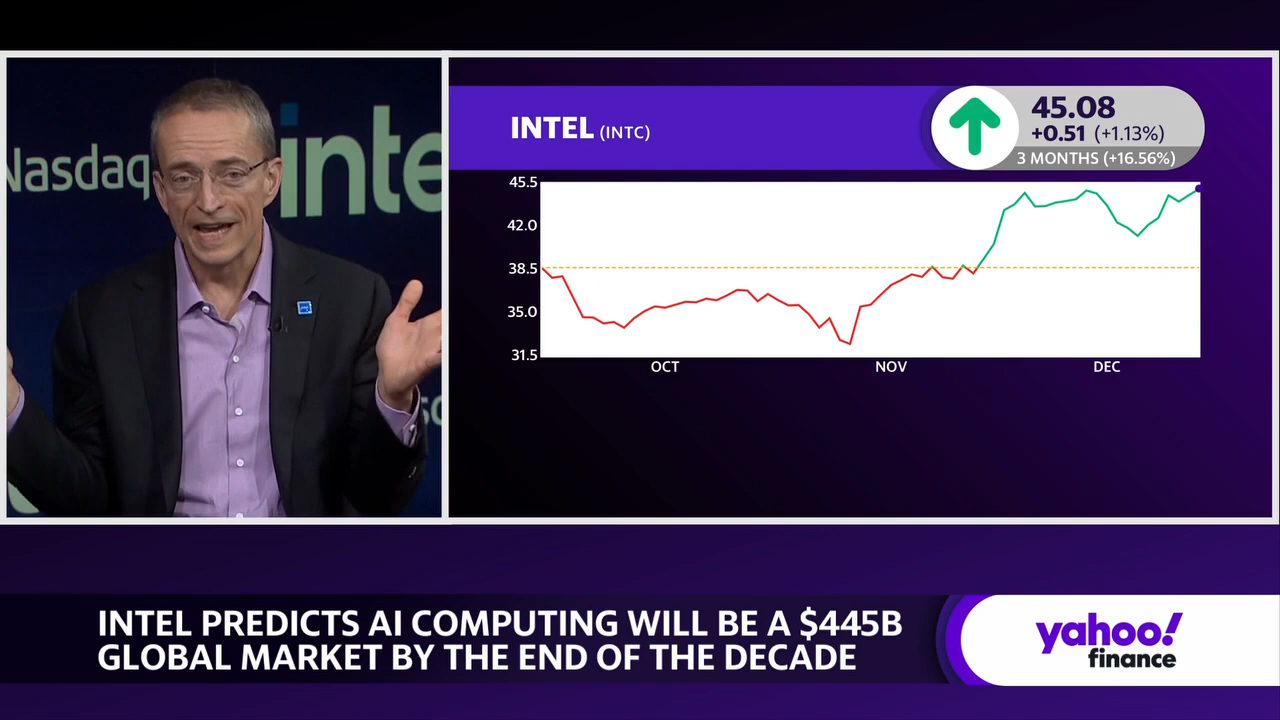 Nasdaq
inte
INTEL (INTC)
45.08
+0.51 (+1.13%)
3 MONTHS (+16.56%)
45.5
42.0
38.5
35.0
31.5
OCT
NOV
DEC
INTEL PREDICTS AI COMPUTING WILL BE A $445B
GLOBAL MARKET BY THE END OF THE DECADE
yahoo!
finance